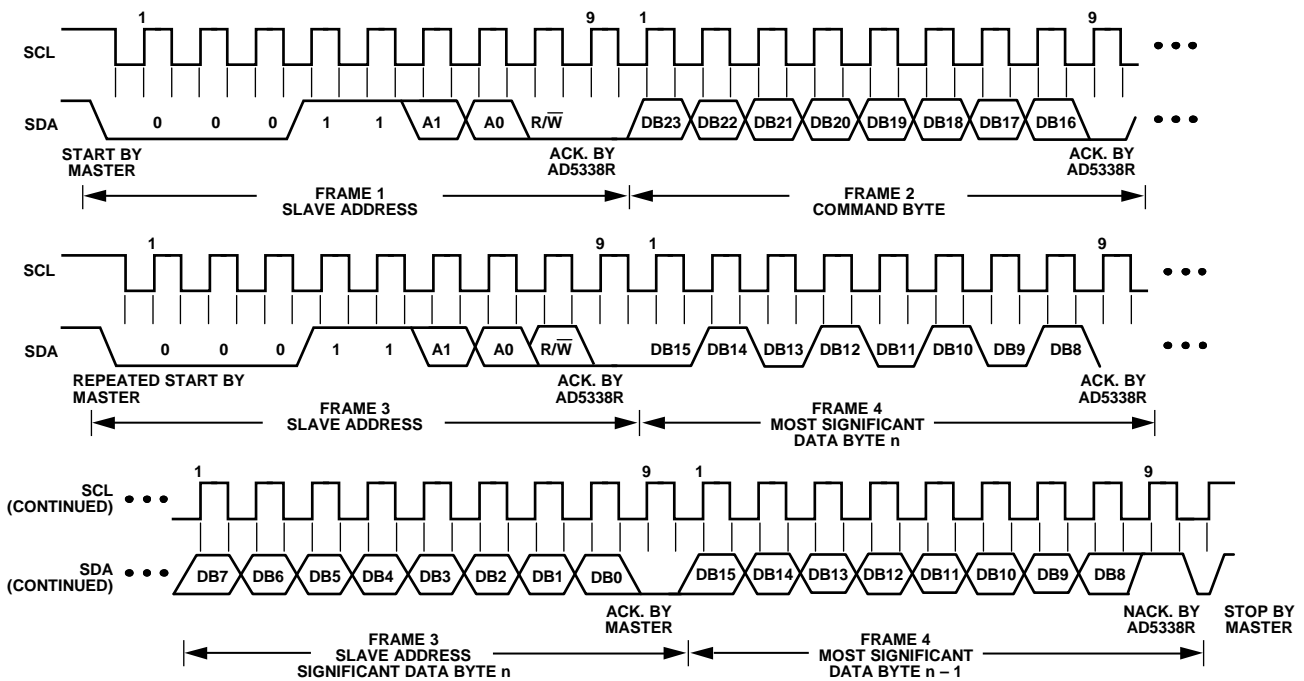 1 9 1 9
SCL
SDA 0 0 0 1 1 A1 A0 R/W̅ DB23 DB22 DB21 DB20 DB19 DB18 DB17 DB16
START BY
MASTER
ACK. BY
AD5338R
ACK. BY
AD5338R
FRAME 1
SLAVE ADDRESS
FRAME 2
COMMAND BYTE
1 9 1 9
SCL
SDA 0 0 0 1 1 A1 A0 R/W̅ DB15 DB14 DB13 DB12 DB11 DB10 DB9 DB8
REPEATED START BY
MASTER
ACK. BY
AD5338R
ACK. BY
AD5338R
FRAME 3
SLAVE ADDRESS
FRAME 4
MOST SIGNIFICANT
DATA BYTE n
1 9 1 9
SCL
(CONTINUED)
SDA
(CONTINUED)
DB7 DB6 DB5 DB4 DB3 DB2 DB1 DB0 DB15 DB14 DB13 DB12 DB11 DB10 DB9 DB8
ACK. BY
MASTER
NACK. BY
AD5338R
STOP BY
MASTER
FRAME 3
SLAVE ADDRESS
SIGNIFICANT DATA BYTE n
FRAME 4
MOST SIGNIFICANT
DATA BYTE n – 1